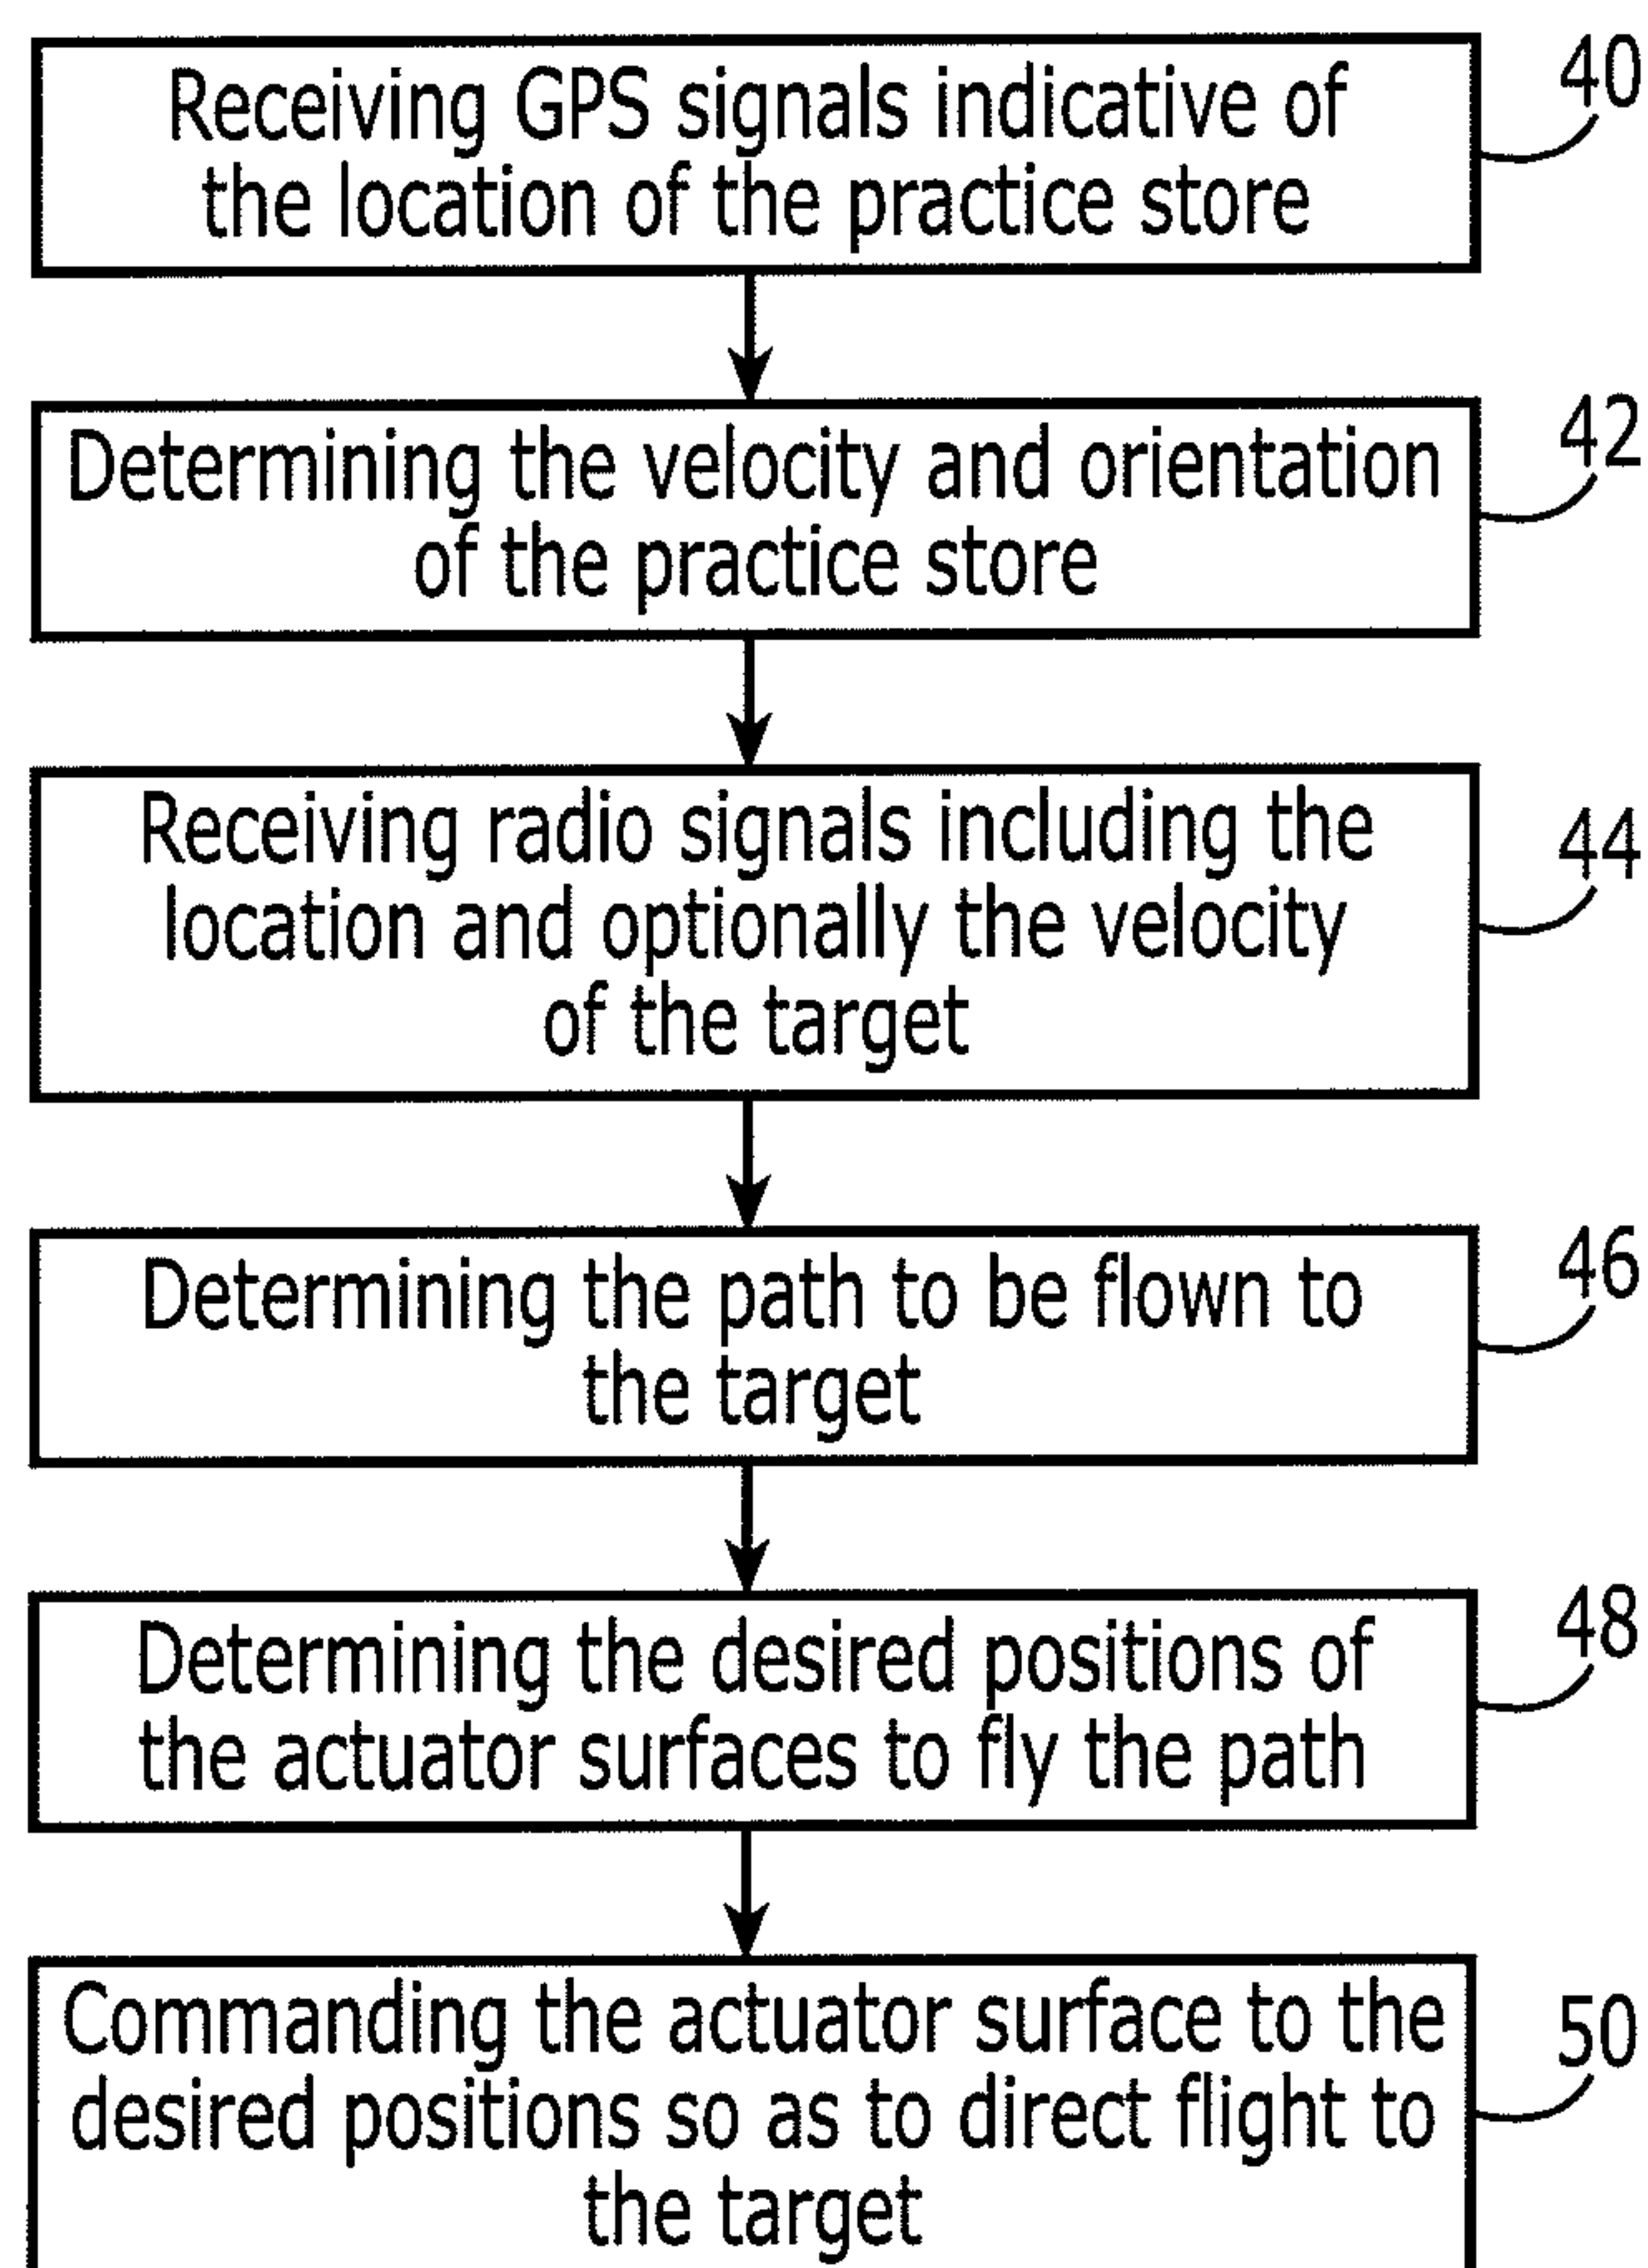 Receiving GPS signals indicative of
the location of the practice store
40
Determining the velocity and orientation
of the practice store
42
Receiving radio signals including the
location and optionally the velocity
of the target
44
Determining the path to be flown to
the target
46
Determining the desired positions of
the actuator surfaces to fly the path
48
Commanding the actuator surface to the
desired positions so as to direct flight to
the target
50